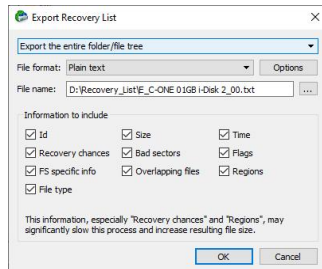 Export Recovery List
Export the entire folder/file tree
File format: Plain text Options
File name: D:\Recovery_List\E_C-ONE 01GB i-Disk 2_00.txt ...
Information to include
Id Size Time
Recovery chances Bad sectors Flags
FS specific info Overlapping files Regions
File type
This information, especially "Recovery chances" and "Regions", may
significantly slow this process and increase resulting file size.
OK Cancel